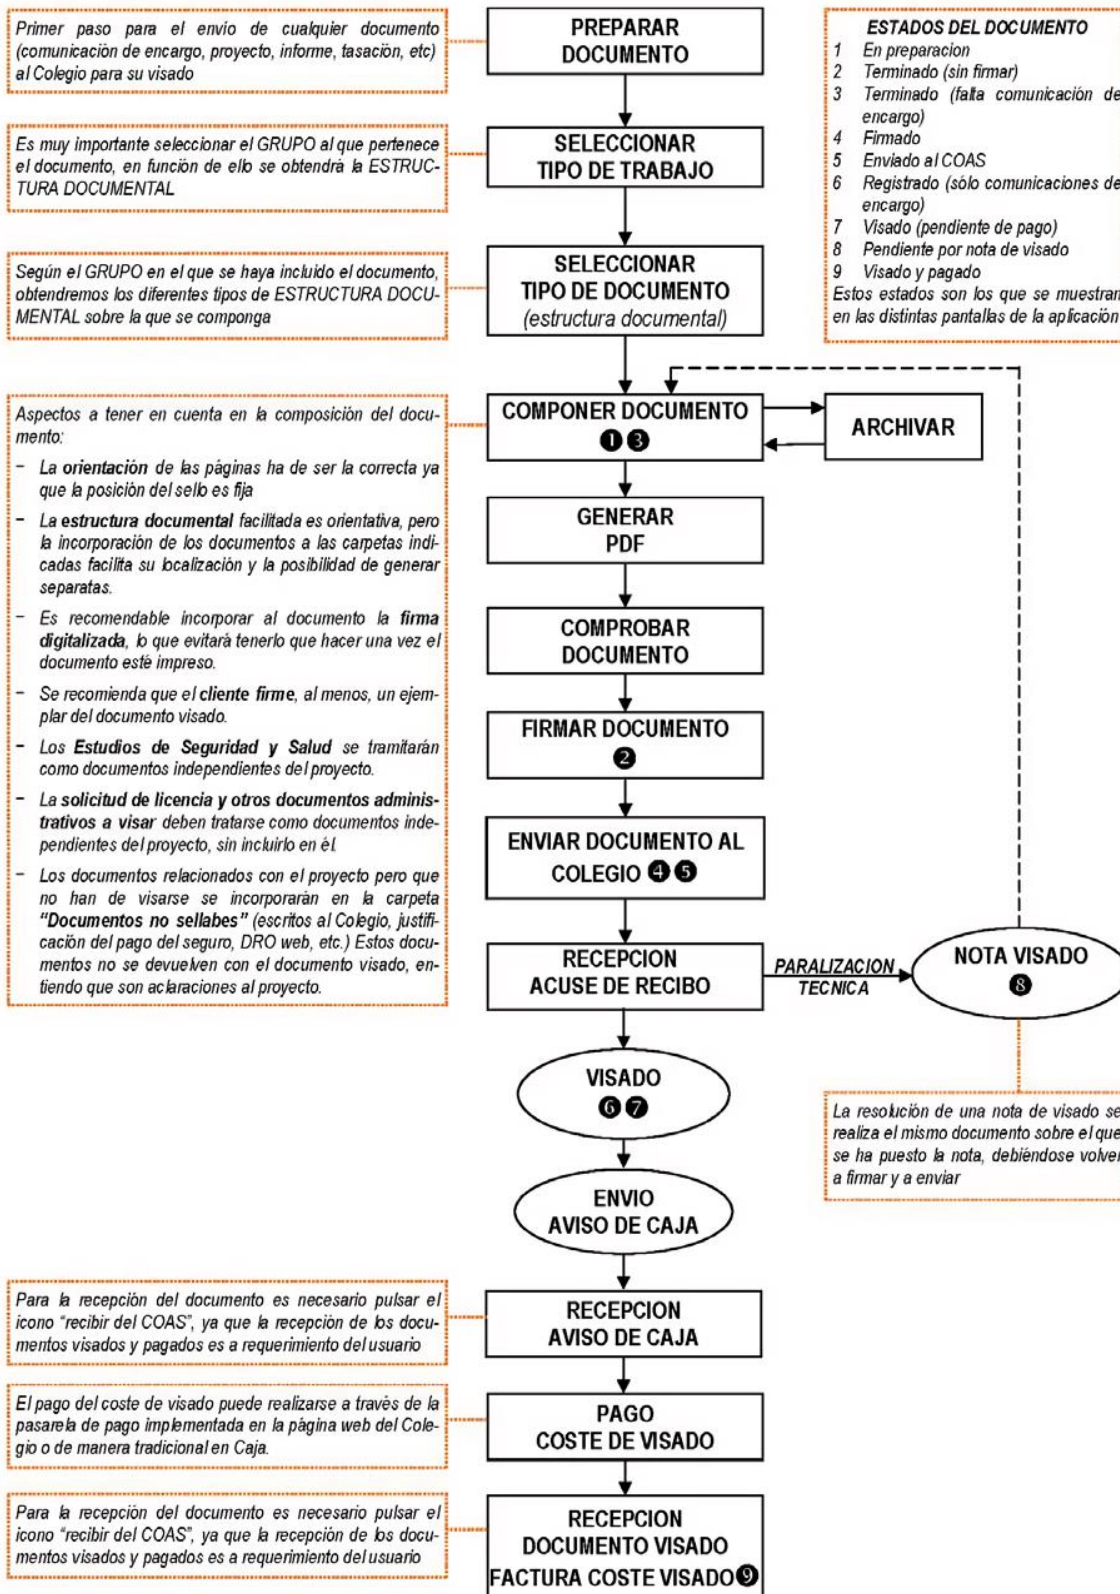 Primer paso para el envío de cualquier documento
(comunicación de encargo, proyecto, informe, tasación, etc)
al Colegio para su visado
PREPARAR
DOCUMENTO
ESTADOS DEL DOCUMENTO
1 En preparacion
2 Terminado (sin firmar)
3 Terminado (falta comunicación de
encargo)
4 Firmado
5 Enviado al COAS
6 Registrado (sólo comunicaciones de
encargo)
7 Visado (pendiente de pago)
8 Pendiente por nota de visado
9 Visado y pagado
Estos estados son los que se muestran
en las distintas pantallas de la aplicación
Es muy importante seleccionar el GRUPO al que pertenece
el documento, en función de ello se obtendrá la ESTRUC-
TURA DOCUMENTAL
SELECCIONAR
TIPO DE TRABAJO
Según el GRUPO en el que se haya incluido el documento,
obtendremos los diferentes tipos de ESTRUCTURA DOCU-
MENTAL sobre la que se componga
SELECCIONAR
TIPO DE DOCUMENTO
(estructura documental)
Aspectos a tener en cuenta en la composición del docu-
mento:
- La orientación de las páginas ha de ser la correcta ya
que la posición del sello es fija
- La estructura documental facilitada es orientativa, pero
la incorporación de los documentos a las carpetas indi-
cadas facilita su localización y la posibilidad de generar
separatas.
- Es recomendable incorporar al documento la firma
digitalizada, lo que evitará tenerlo que hacer una vez el
documento esté impreso.
- Se recomienda que el cliente firme, al menos, un ejem-
plar del documento visado.
- Los Estudios de Seguridad y Salud se tramitarán
como documentos independientes del proyecto.
- La solicitud de licencia y otros documentos adminis-
trativos a visar deben tratarse como documentos inde-
pendientes del proyecto, sin incluirlo en él.
- Los documentos relacionados con el proyecto pero que
no han de visarse se incorporarán en la carpeta
"Documentos no sellabes" (escritos al Colegio, justifi-
cación del pago del seguro, DRO web, etc.) Estos docu-
mentos no se devuelven con el documento visado, en-
tiendo que son aclaraciones al proyecto.
COMPONER DOCUMENTO
1 3
ARCHIVAR
GENERAR
PDF
COMPROBAR
DOCUMENTO
FIRMAR DOCUMENTO
2
ENVIAR DOCUMENTO AL
COLEGIO 4 5
RECEPCION
ACUSE DE RECIBO
PARALIZACION
TECNICA
NOTA VISADO
8
VISADO
6 7
La resolución de una nota de visado se
realiza el mismo documento sobre el que
se ha puesto la nota, debiéndose volver
a firmar y a enviar
ENVIO
AVISO DE CAJA
Para la recepción del documento es necesario pulsar el
icono "recibir del COAS", ya que la recepción de los docu-
mentos visados y pagados es a requerimiento del usuario
RECEPCION
AVISO DE CAJA
El pago del coste de visado puede realizarse a través de la
pasarela de pago implementada en la página web del Cole-
gio o de manera tradicional en Caja.
PAGO
COSTE DE VISADO
Para la recepción del documento es necesario pulsar el
icono "recibir del COAS", ya que la recepción de los docu-
mentos visados y pagados es a requerimiento del usuario
RECEPCION
DOCUMENTO VISADO
FACTURA COSTE VISADO 9